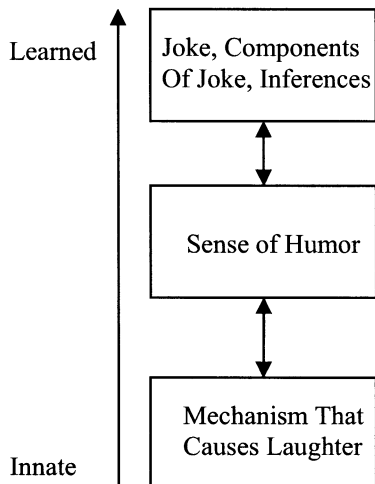 Learned
Joke, Components
Of Joke, Inferences
Sense of Humor
Mechanism That
Causes Laughter
Innate